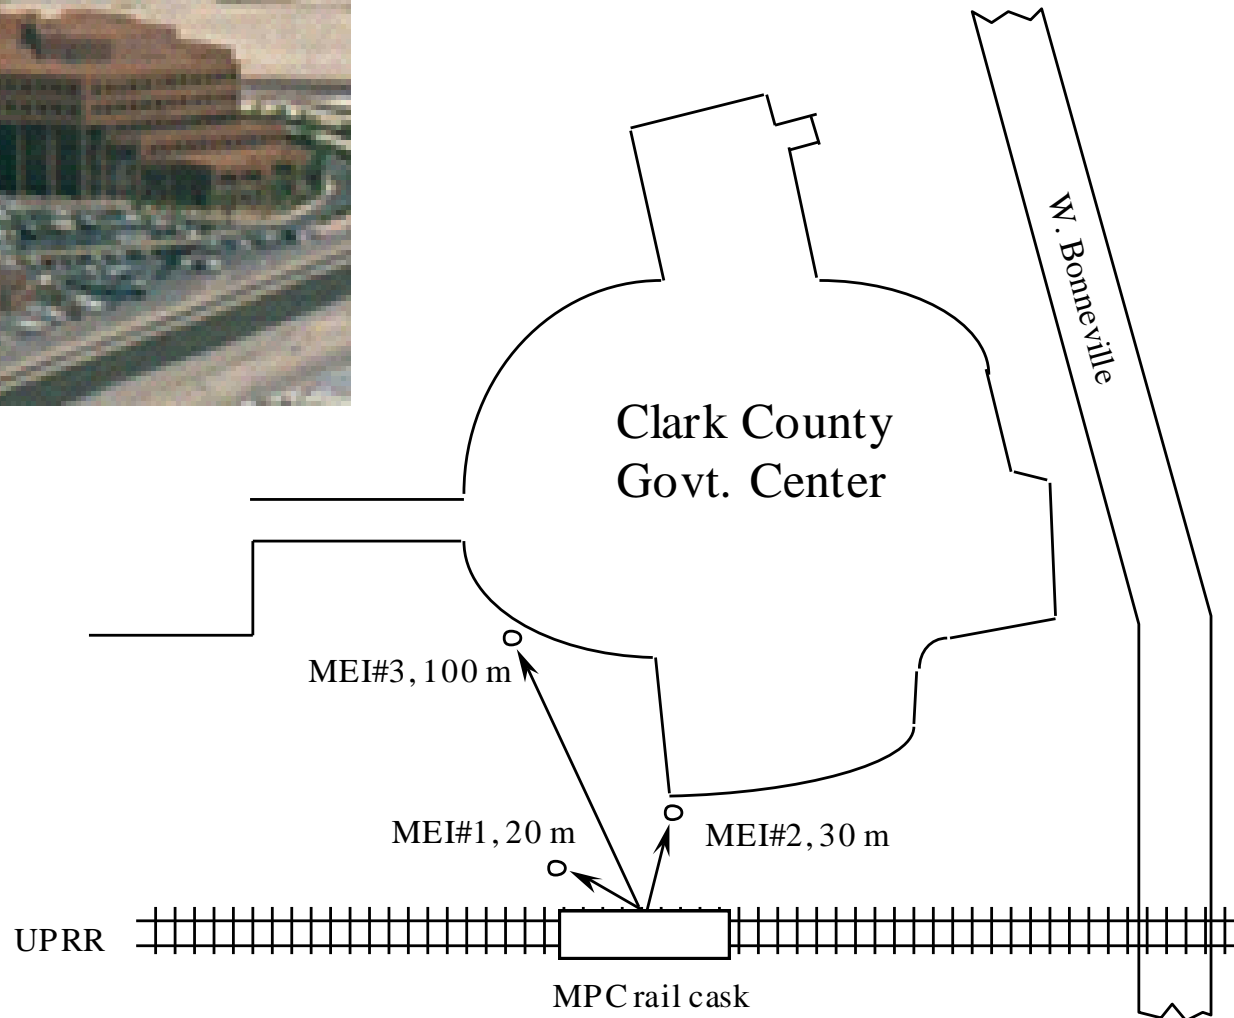 W. Bonneville
Clark County
Govt. Center
MEI#3, 100 m
MEI#1, 20 m
MEI#2, 30 m
UPRR
MPC rail cask